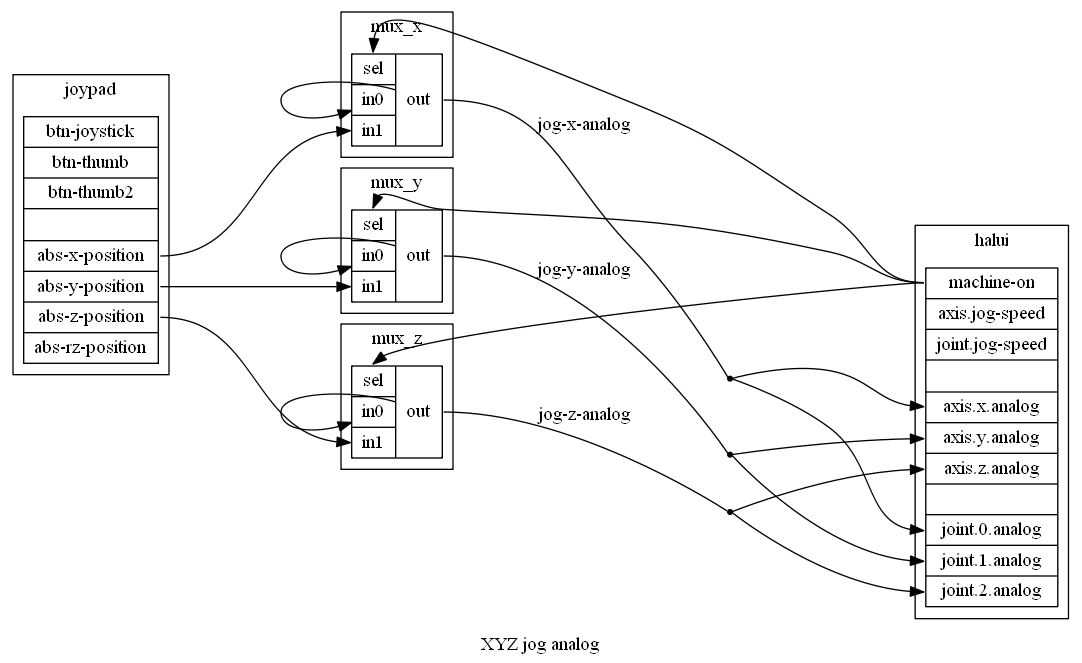 joypad
btn-joystick
btn-thumb
btn-thumb2
abs-x-position
abs-y-position
abs-z-position
abs-rz-position
mux_x
sel
in0
in1
out
mux_y
sel
in0
in1
out
mux_z
sel
in0
in1
out
jog-x-analog
jog-y-analog
jog-z-analog
halui
machine-on
axis.jog-speed
joint.jog-speed
axis.x.analog
axis.y.analog
axis.z.analog
joint.0.analog
joint.1.analog
joint.2.analog
XYZ jog analog